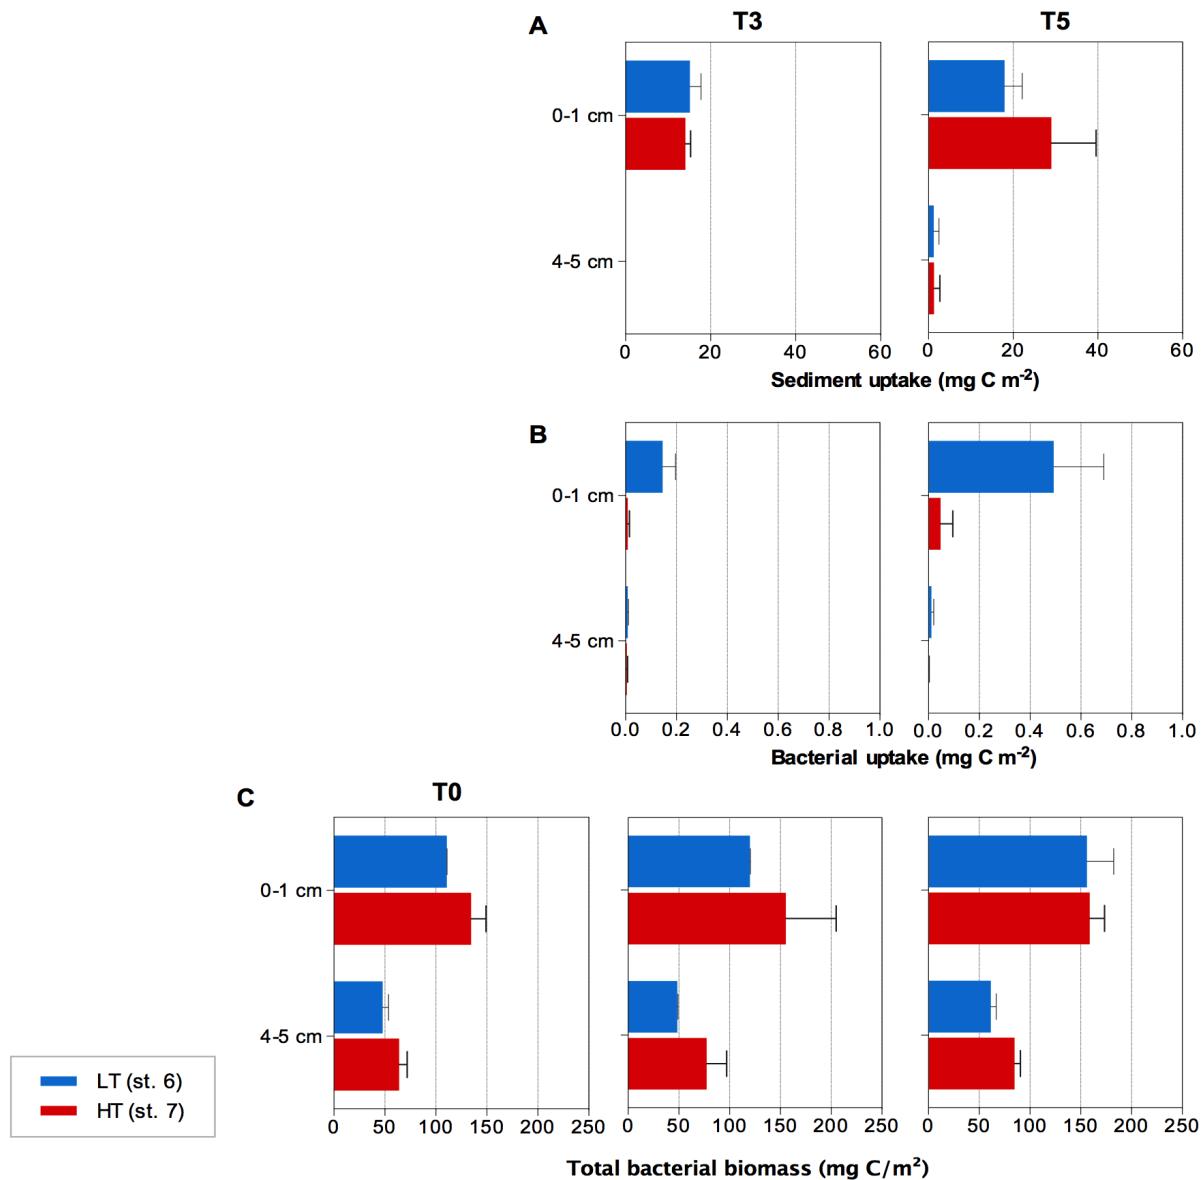 A
T3
T5
0-1 cm
4-5 cm
0 20 40 60
0 20 40 60
Sediment uptake (mg C m⁻²)
B
0-1 cm
4-5 cm
0.0 0.2 0.4 0.6 0.8 1.0
0.0 0.2 0.4 0.6 0.8 1.0
Bacterial uptake (mg C m⁻²)
C
T0
0-1 cm
4-5 cm
0 50 100 150 200 250
0 50 100 150 200 250
0 50 100 150 200 250
LT (st. 6)
HT (st. 7)
Total bacterial biomass (mg C/m²)